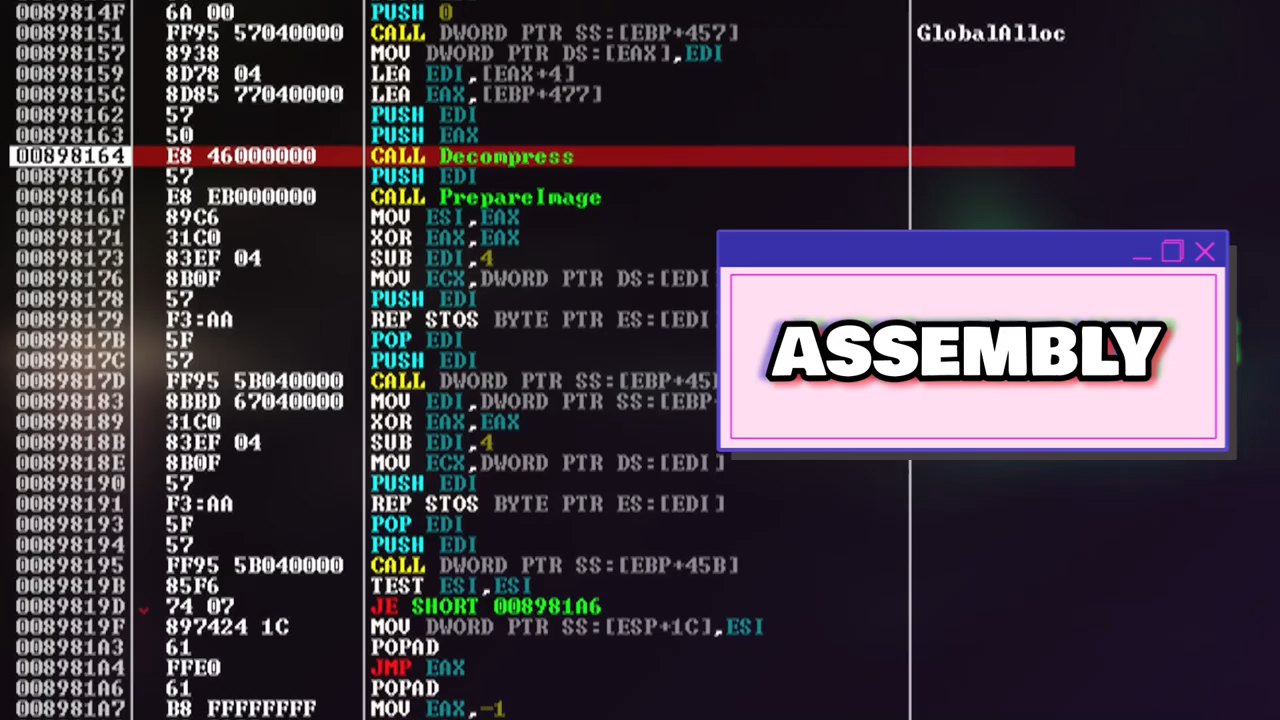 0089814F 6A 00 PUSH 0
00898151 FF95 57040000 CALL DWORD PTR SS:[EBP+457] GlobalAlloc
00898157 8938 MOV DWORD PTR DS:[EAX],EDI
00898159 8D78 04 LEA EDI,[EAX+4]
0089815C 8D85 77040000 LEA EAX,[EBP+477]
00898162 57 PUSH EDI
00898163 50 PUSH EAX
00898164 E8 46000000 CALL Decompress
00898169 57 PUSH EDI
0089816A E8 EB000000 CALL PrepareImage
0089816F 89C6 MOV ESI,EAX
00898171 31C0 XOR EAX,EAX
00898173 83EF 04 SUB EDI,4
00898176 8B0F MOV ECX,DWORD PTR DS:[EDI
00898178 57 PUSH EDI
00898179 F3:AA REP STOS BYTE PTR ES:[EDI
0089817B 5F POP EDI
0089817C 57 PUSH EDI
0089817D FF95 5B040000 CALL DWORD PTR SS:[EBP+45
00898183 8BBD 67040000 MOV EDI,DWORD PTR SS:[EBP+
00898189 31C0 XOR EAX,EAX
0089818B 83EF 04 SUB EDI,4
0089818E 8B0F MOV ECX,DWORD PTR DS:[EDI]
00898190 57 PUSH EDI
00898191 F3:AA REP STOS BYTE PTR ES:[EDI]
00898193 5F POP EDI
00898194 57 PUSH EDI
00898195 FF95 5B040000 CALL DWORD PTR SS:[EBP+45B]
0089819B 85F6 TEST ESI,ESI
0089819D 74 07 JE SHORT 008981A6
0089819F 897424 1C MOV DWORD PTR SS:[ESP+1C],ESI
008981A3 61 POPAD
008981A4 FFE0 JMP EAX
008981A6 61 POPAD
008981A7 B8 FFFFFFFF MOV EAX,-1
ASSEMBLY